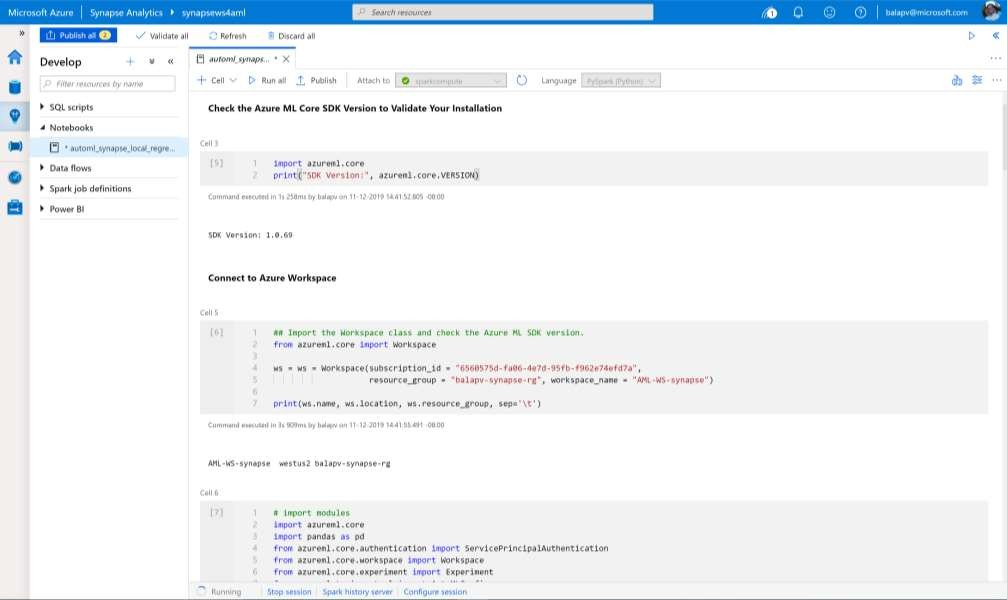 Microsoft Azure | Synapse Analytics ▸ synapsews4aml
Search resources
1
balapv@microsoft.com
»
Publish all 2
Validate all
Refresh
Discard all
«
Develop
+
«
Filter resources by name
SQL scripts
Notebooks
* automl_synapse_local_regre...
Data flows
Spark job definitions
Power BI
automl_synaps... * ×
...
+ Cell
Run all
Publish
Attach to
sparkcompute
Language
PySpark (Python)
...
Check the Azure ML Core SDK Version to Validate Your Installation
Cell 3
[5]
1 import azureml.core
2 print("SDK Version:", azureml.core.VERSION)
Command executed in 1s 258ms by balapv on 11-12-2019 14:41:52.805 -08:00
SDK Version: 1.0.69
Connect to Azure Workspace
Cell 5
[6]
1 ## Import the Workspace class and check the Azure ML SDK version.
2 from azureml.core import Workspace
3
4 ws = ws = Workspace(subscription_id = "6560575d-fa06-4e7d-95fb-f962e74efd7a",
5 resource_group = "balapv-synapse-rg", workspace_name = "AML-WS-synapse")
6
7 print(ws.name, ws.location, ws.resource_group, sep='\t')
Command executed in 3s 909ms by balapv on 11-12-2019 14:41:55.491 -08:00
AML-WS-synapse westus2 balapv-synapse-rg
Cell 6
[7]
1 # import modules
2 import azureml.core
3 import pandas as pd
4 from azureml.core.authentication import ServicePrincipalAuthentication
5 from azureml.core.workspace import Workspace
6 from azureml.core.experiment import Experiment
Running
Stop session
Spark history server
Configure session